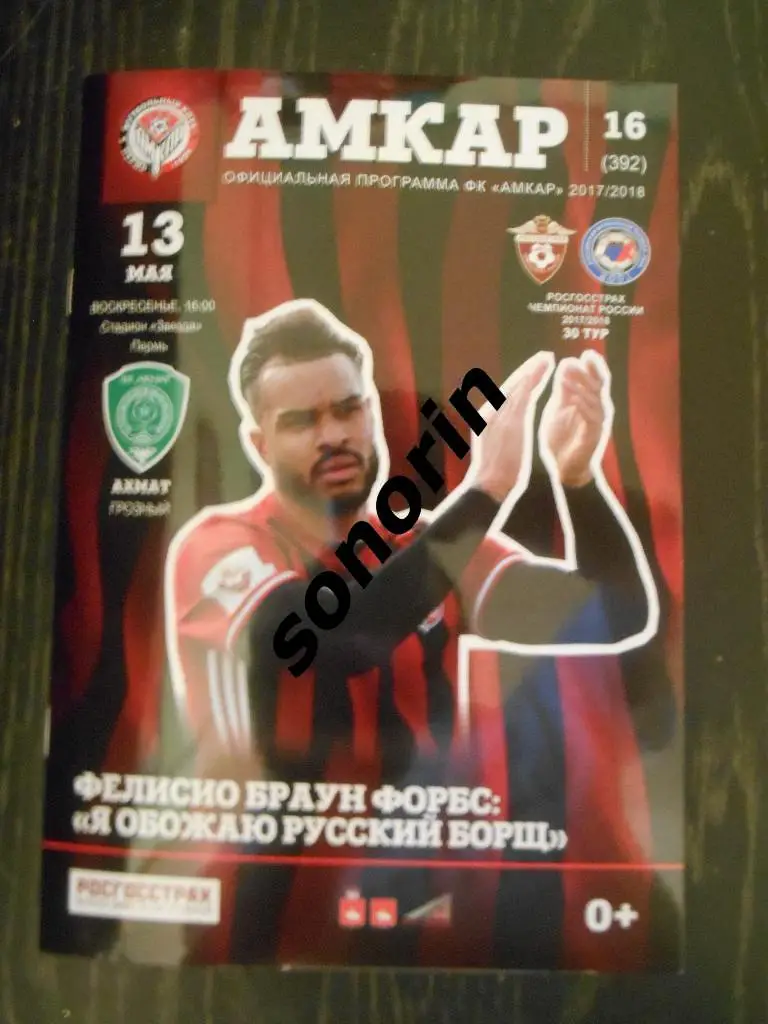 АМКАР
16
(392)
ОФИЦИАЛЬНАЯ ПРОГРАММА ФК «АМКАР» 2017/2018
13
МАЯ
ВОСКРЕСЕНЬЕ, 16:00
Стадион «Звезда»
Пермь
РОСГОССТРАХ
ЧЕМПИОНАТ РОССИИ
2017/2018
30 ТУР
АХМАТ
ГРОЗНЫЙ
sonorin
ФЕЛИСИО БРАУН ФОРБС:
«Я ОБОЖАЮ РУССКИЙ БОРЩ»
РОСГОССТРАХ
0+